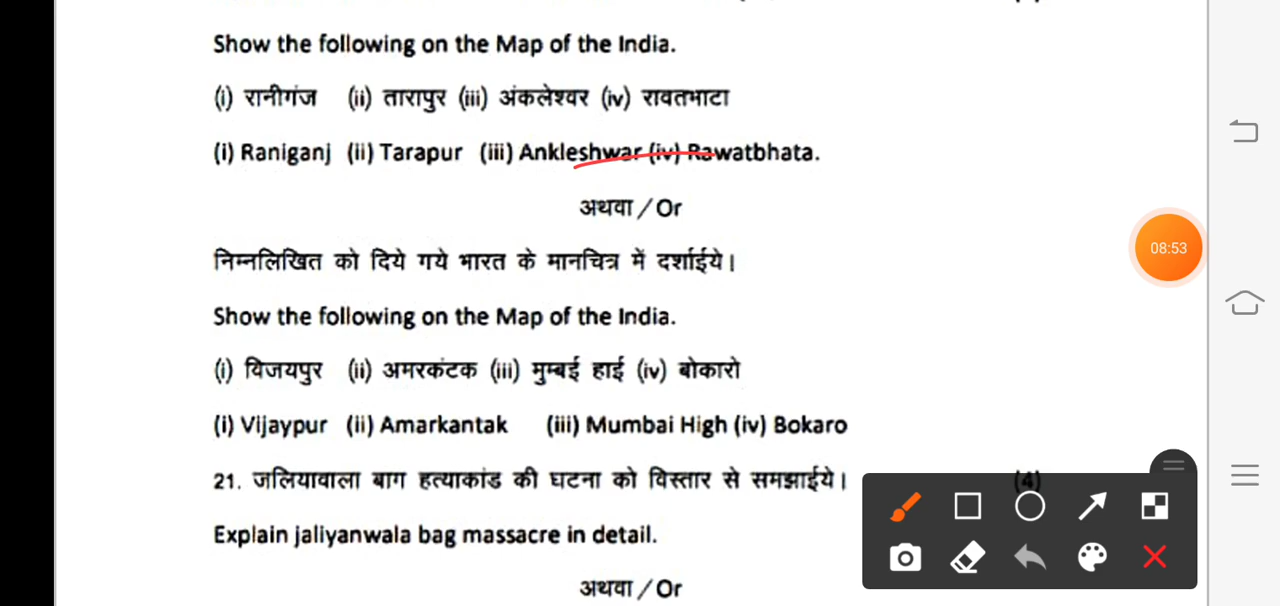 Show the following on the Map of the India.
(i) रानीगंज (ii) तारापुर (iii) अंकलेश्वर (iv) रावतभाटा
(i) Raniganj (ii) Tarapur (iii) Ankleshwar (iv) Rawatbhata.
अथवा / Or
08:53
निम्नलिखित को दिये गये भारत के मानचित्र में दर्शाईये।
Show the following on the Map of the India.
(i) विजयपुर (ii) अमरकंटक (iii) मुम्बई हाई (iv) बोकारो
(i) Vijaypur (ii) Amarkantak (iii) Mumbai High (iv) Bokaro
21. जलियावाला बाग हत्याकांड की घटना को विस्तार से समझाईये। (4)
Explain jaliyanwala bag massacre in detail.
अथवा / Or